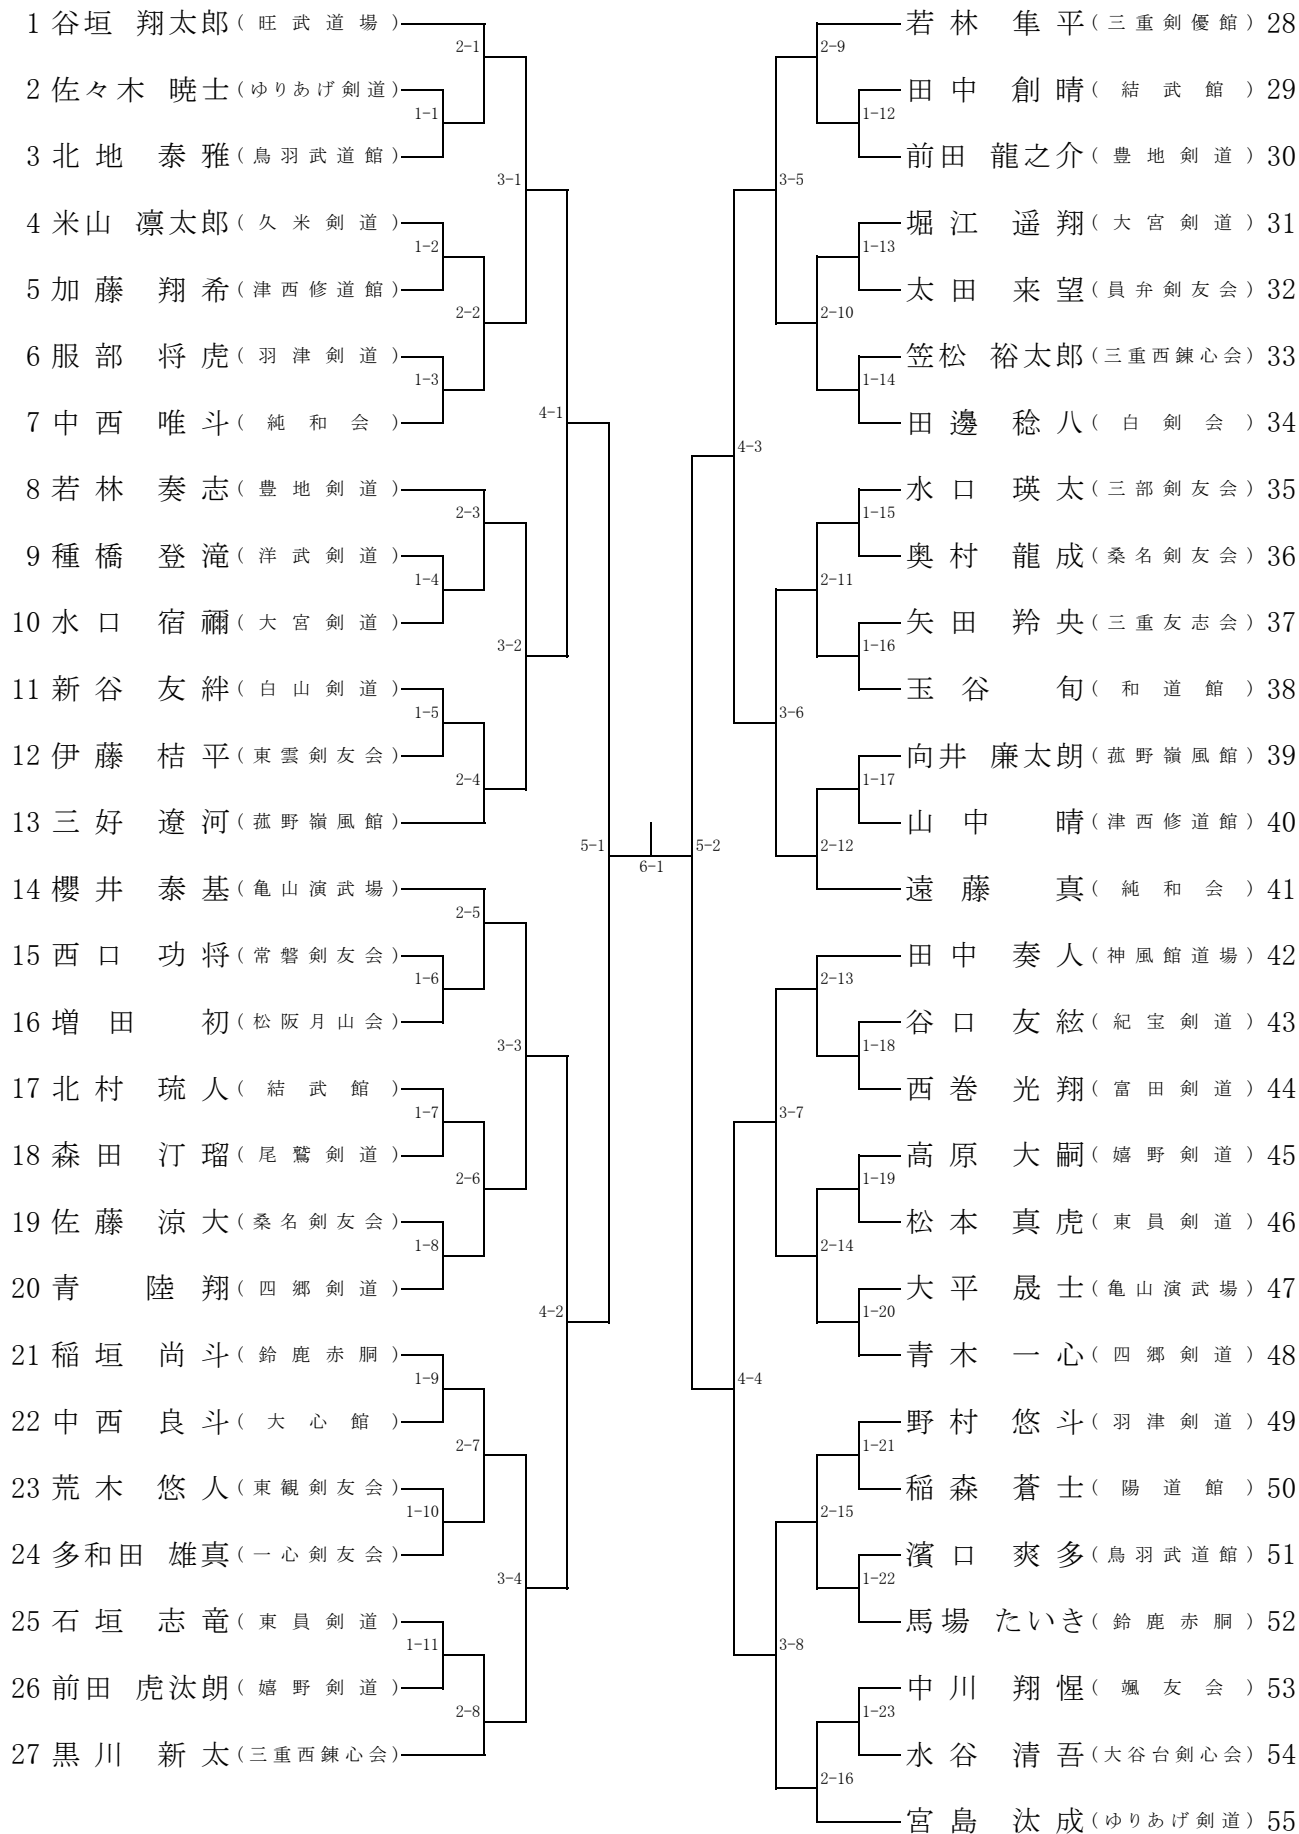 1 谷垣 翔太郎(旺武道場)
2 佐々木 暁士(ゆりあげ剣道)
3 北地 泰雅(鳥羽武道館)
4 米山 凛太郎(久米剣道)
5 加藤 翔希(津西修道館)
6 服部 将虎(羽津剣道)
7 中西 唯斗(純和会)
8 若林 奏志(豊地剣道)
9 種橋 登滝(洋武剣道)
10 水口 宿禰(大宮剣道)
11 新谷 友絆(白山剣道)
12 伊藤 桔平(東雲剣友会)
13 三好 遼河(菰野嶺風館)
14 櫻井 泰基(亀山演武場)
15 西口 功将(常磐剣友会)
16 増田 初(松阪月山会)
17 北村 琉人(結武館)
18 森田 汀瑠(尾鷲剣道)
19 佐藤 涼大(桑名剣友会)
20 青 陸翔(四郷剣道)
21 稲垣 尚斗(鈴鹿赤胴)
22 中西 良斗(大心館)
23 荒木 悠人(東観剣友会)
24 多和田 雄真(一心剣友会)
25 石垣 志竜(東員剣道)
26 前田 虎汰朗(嬉野剣道)
27 黒川 新太(三重西錬心会)
1-1
1-2
1-3
1-4
1-5
1-6
1-7
1-8
1-9
1-10
1-11
2-1
2-2
2-3
2-4
2-5
2-6
2-7
2-8
3-1
3-2
3-3
3-4
4-1
4-2
5-1
6-1
5-2
4-3
4-4
3-5
3-6
3-7
3-8
2-9
2-10
2-11
2-12
2-13
2-14
2-15
2-16
1-12
1-13
1-14
1-15
1-16
1-17
1-18
1-19
1-20
1-21
1-22
1-23
若林 隼平(三重剣優館) 28
田中 創晴(結武館) 29
前田 龍之介(豊地剣道) 30
堀江 遥翔(大宮剣道) 31
太田 来望(員弁剣友会) 32
笠松 裕太郎(三重西錬心会) 33
田邊 稔八(白剣会) 34
水口 瑛太(三部剣友会) 35
奥村 龍成(桑名剣友会) 36
矢田 羚央(三重友志会) 37
玉谷 旬(和道館) 38
向井 廉太朗(菰野嶺風館) 39
山中 晴(津西修道館) 40
遠藤 真(純和会) 41
田中 奏人(神風館道場) 42
谷口 友絃(紀宝剣道) 43
西巻 光翔(富田剣道) 44
高原 大嗣(嬉野剣道) 45
松本 真虎(東員剣道) 46
大平 晟士(亀山演武場) 47
青木 一心(四郷剣道) 48
野村 悠斗(羽津剣道) 49
稲森 蒼士(陽道館) 50
濱口 爽多(鳥羽武道館) 51
馬場 たいき(鈴鹿赤胴) 52
中川 翔惺(颯友会) 53
水谷 清吾(大谷台剣心会) 54
宮島 汰成(ゆりあげ剣道) 55